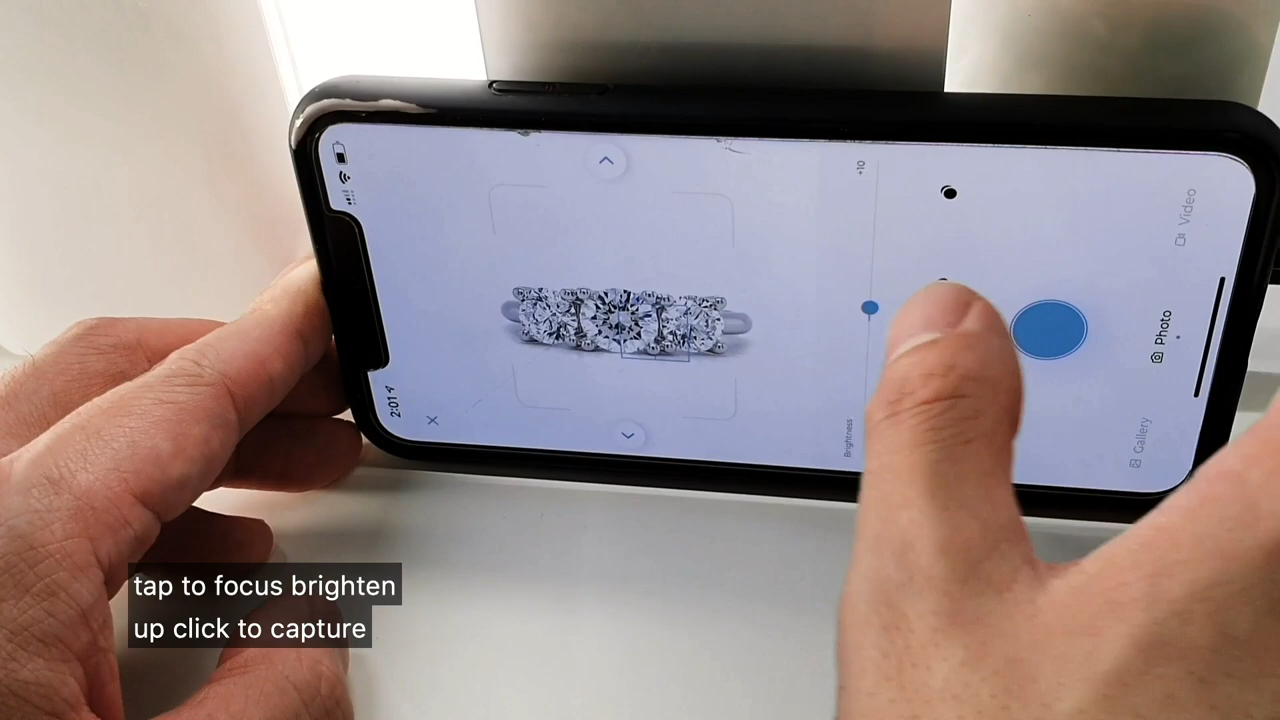 2:01
+10
Brightness
Video
Photo
Gallery
tap to focus brighten
up click to capture